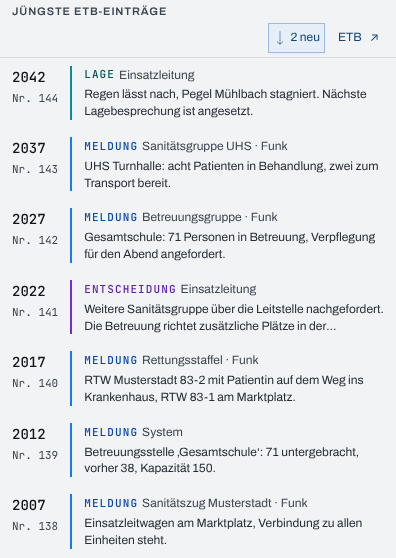 JÜNGSTE ETB-EINTRÄGE
↓ 2 neu ETB ↗
2042 LAGE Einsatzleitung
Nr. 144 Regen lässt nach, Pegel Mühlbach stagniert. Nächste
Lagebesprechung ist angesetzt.
2037 MELDUNG Sanitätsgruppe UHS · Funk
Nr. 143 UHS Turnhalle: acht Patienten in Behandlung, zwei zum
Transport bereit.
2027 MELDUNG Betreuungsgruppe · Funk
Nr. 142 Gesamtschule: 71 Personen in Betreuung, Verpflegung
für den Abend angefordert.
2022 ENTSCHEIDUNG Einsatzleitung
Nr. 141 Weitere Sanitätsgruppe über die Leitstelle nachgefordert.
Die Betreuung richtet zusätzliche Plätze in der...
2017 MELDUNG Rettungsstaffel · Funk
Nr. 140 RTW Musterstadt 83-2 mit Patientin auf dem Weg ins
Krankenhaus, RTW 83-1 am Marktplatz.
2012 MELDUNG System
Nr. 139 Betreuungsstelle ‚Gesamtschule‘: 71 untergebracht,
vorher 38, Kapazität 150.
2007 MELDUNG Sanitätszug Musterstadt · Funk
Nr. 138 Einsatzleitwagen am Marktplatz, Verbindung zu allen
Einheiten steht.